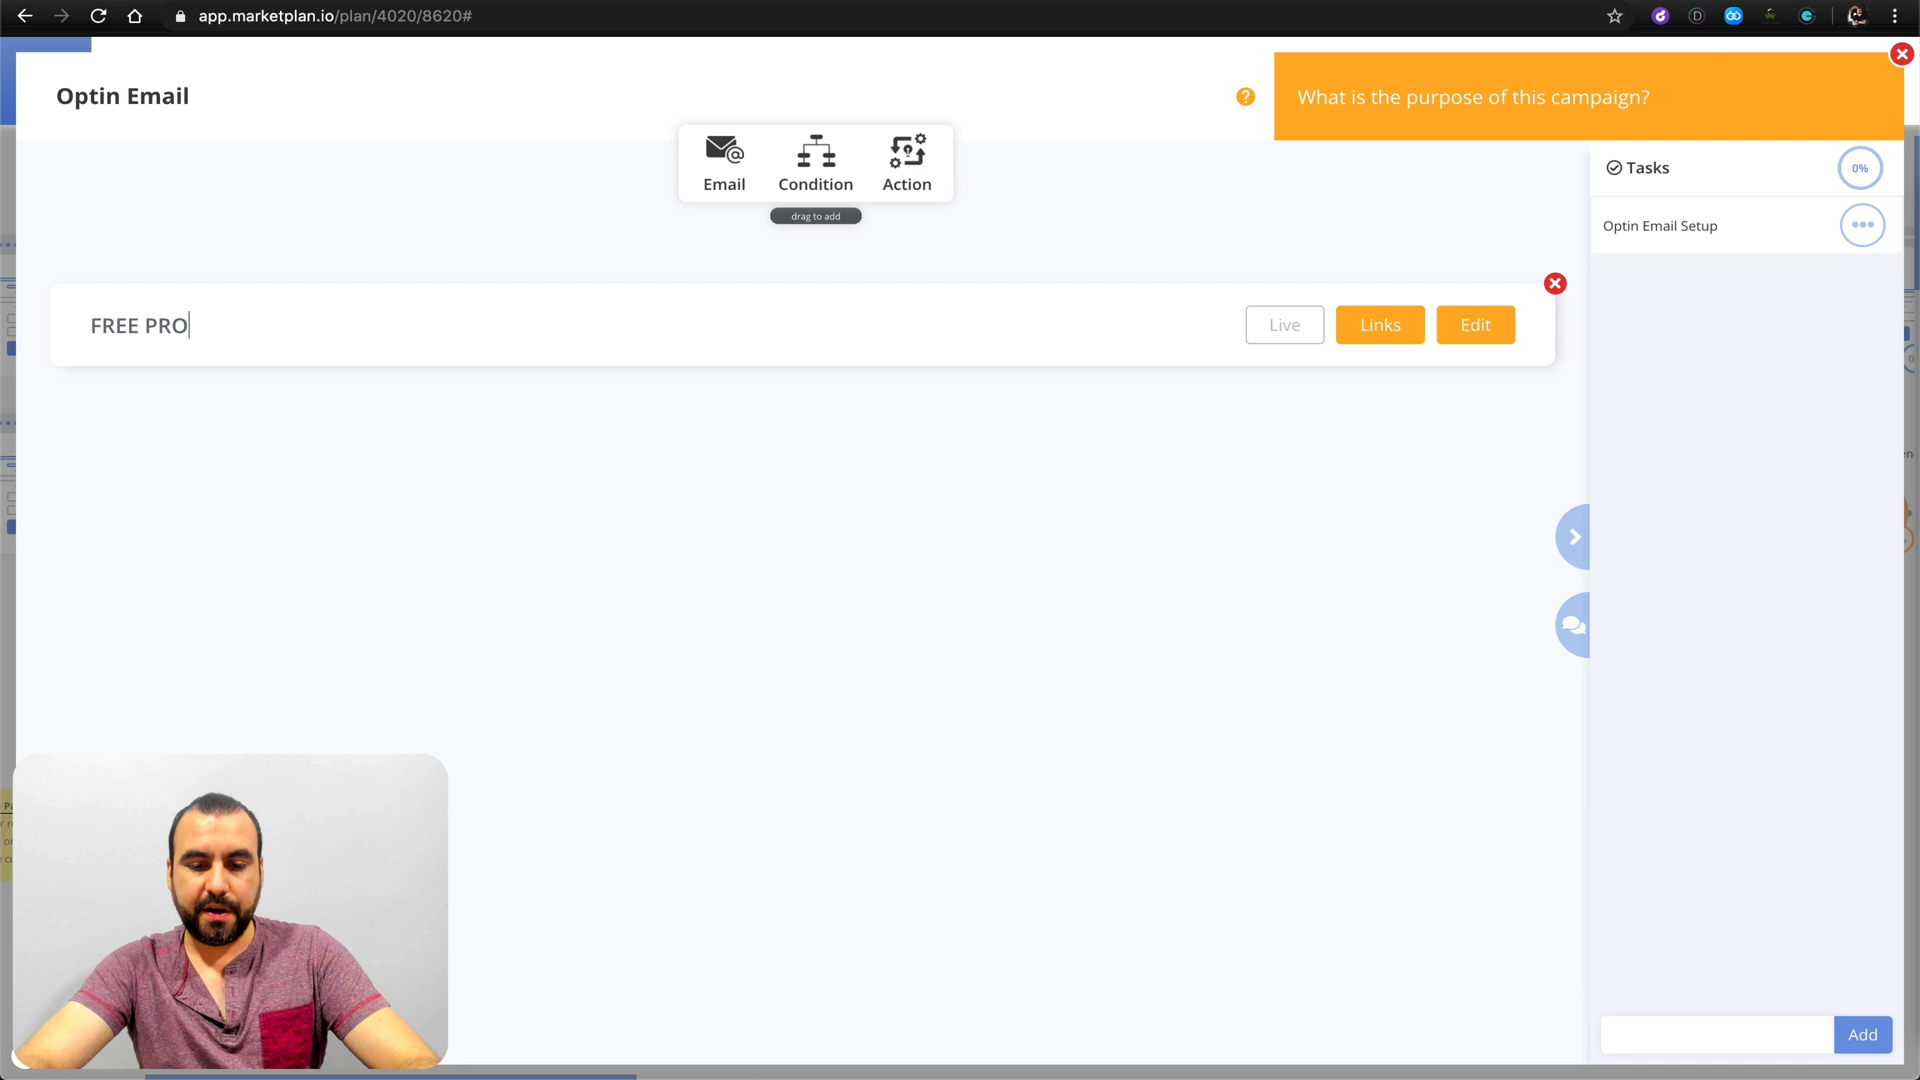 app.marketplan.io/plan/4020/8620#
Optin Email
?
What is the purpose of this campaign?
Email
Condition
Action
drag to add
Tasks
0%
Optin Email Setup
FREE PRO
Live
Links
Edit
Add